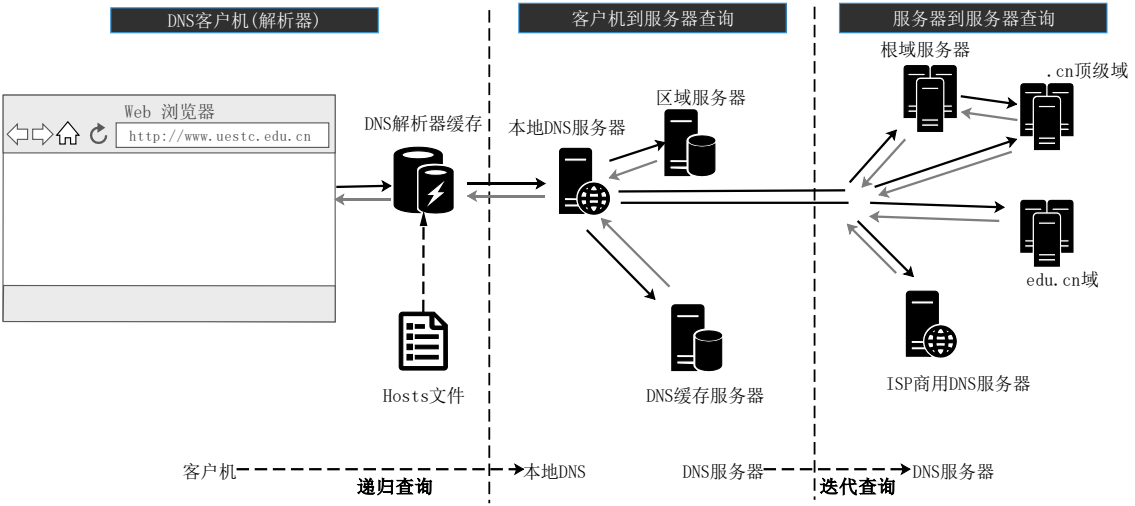 DNS客户机(解析器)
客户机到服务器查询
服务器到服务器查询
根域服务器
.cn顶级域
Web 浏览器
区域服务器
http://www.uestc.edu.cn
DNS解析器缓存
本地DNS服务器
edu.cn域
Hosts文件
DNS缓存服务器
ISP商用DNS服务器
客户机
本地DNS
DNS服务器
DNS服务器
递归查询
迭代查询